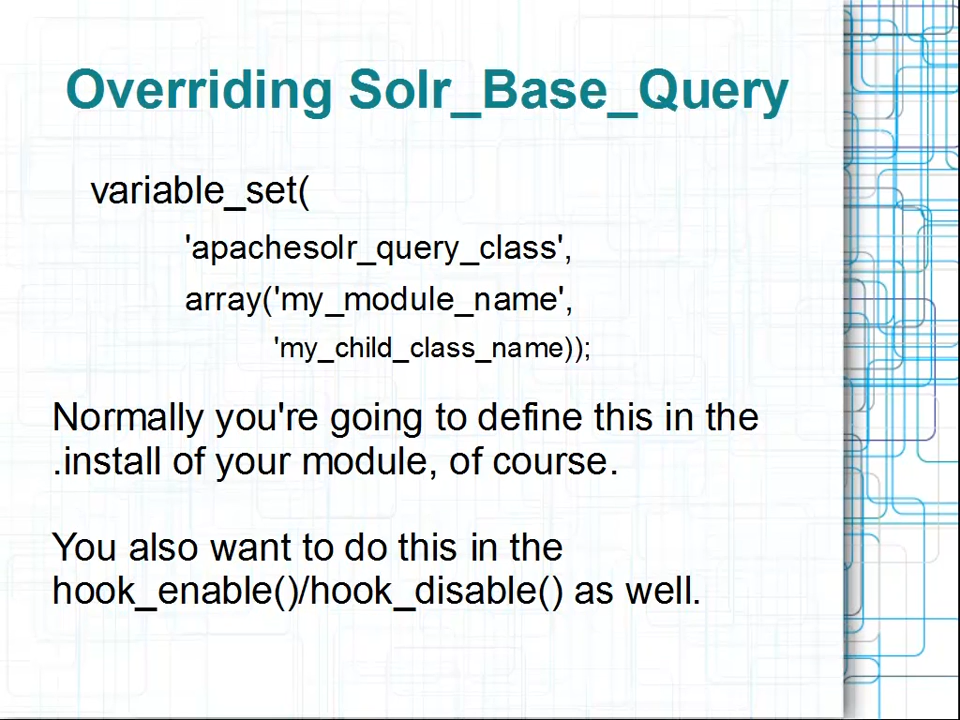 Overriding Solr_Base_Query
variable_set(
'apachesolr_query_class',
array('my_module_name',
'my_child_class_name));
Normally you're going to define this in the
.install of your module, of course.
You also want to do this in the
hook_enable()/hook_disable() as well.